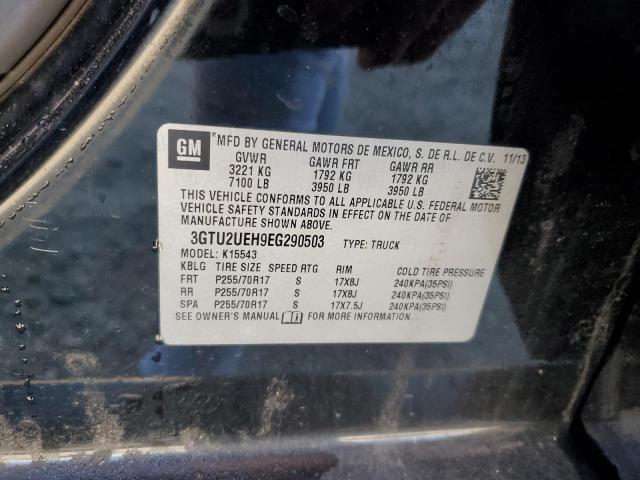 GM
MFD BY GENERAL MOTORS DE MEXICO, S. DE R.L. DE C.V. 11/13
GVWR GAWR FRT GAWR RR
3221 KG 1792 KG 1792 KG
7100 LB 3950 LB 3950 LB
THIS VEHICLE CONFORMS TO ALL APPLICABLE U.S. FEDERAL MOTOR
VEHICLE SAFETY STANDARDS IN EFFECT ON THE DATE OF
MANUFACTURE SHOWN ABOVE.
3GTU2UEH9EG290503 TYPE: TRUCK
MODEL: K15543
KBLG TIRE SIZE SPEED RTG RIM COLD TIRE PRESSURE
FRT P255/70R17 S 17X8J 240KPA(35PSI)
RR P255/70R17 S 17X8J 240KPA(35PSI)
SPA P255/70R17 S 17X7.5J 240KPA(35PSI)
SEE OWNER'S MANUAL FOR MORE INFORMATION.